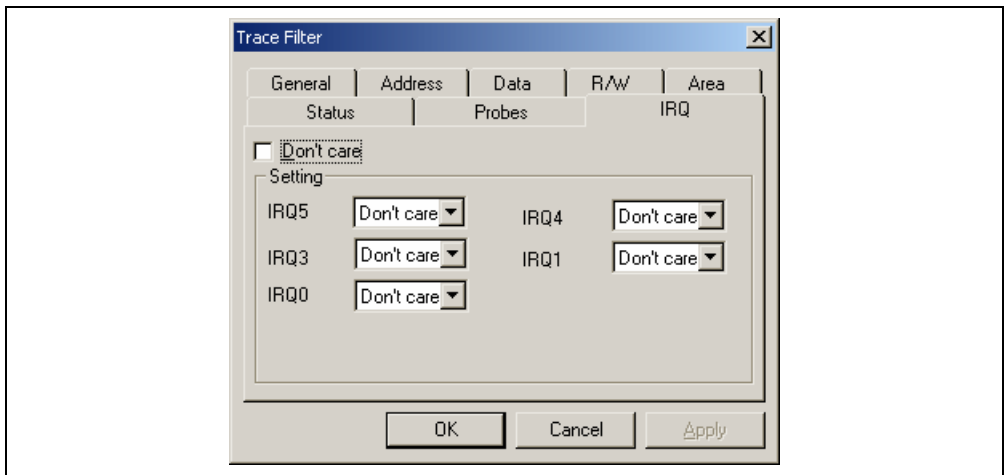 Trace Filter
General Address Data R/W Area
Status Probes IRQ
Don't care
Setting
IRQ5 Don't care IRQ4 Don't care
IRQ3 Don't care IRQ1 Don't care
IRQ0 Don't care
OK Cancel Apply